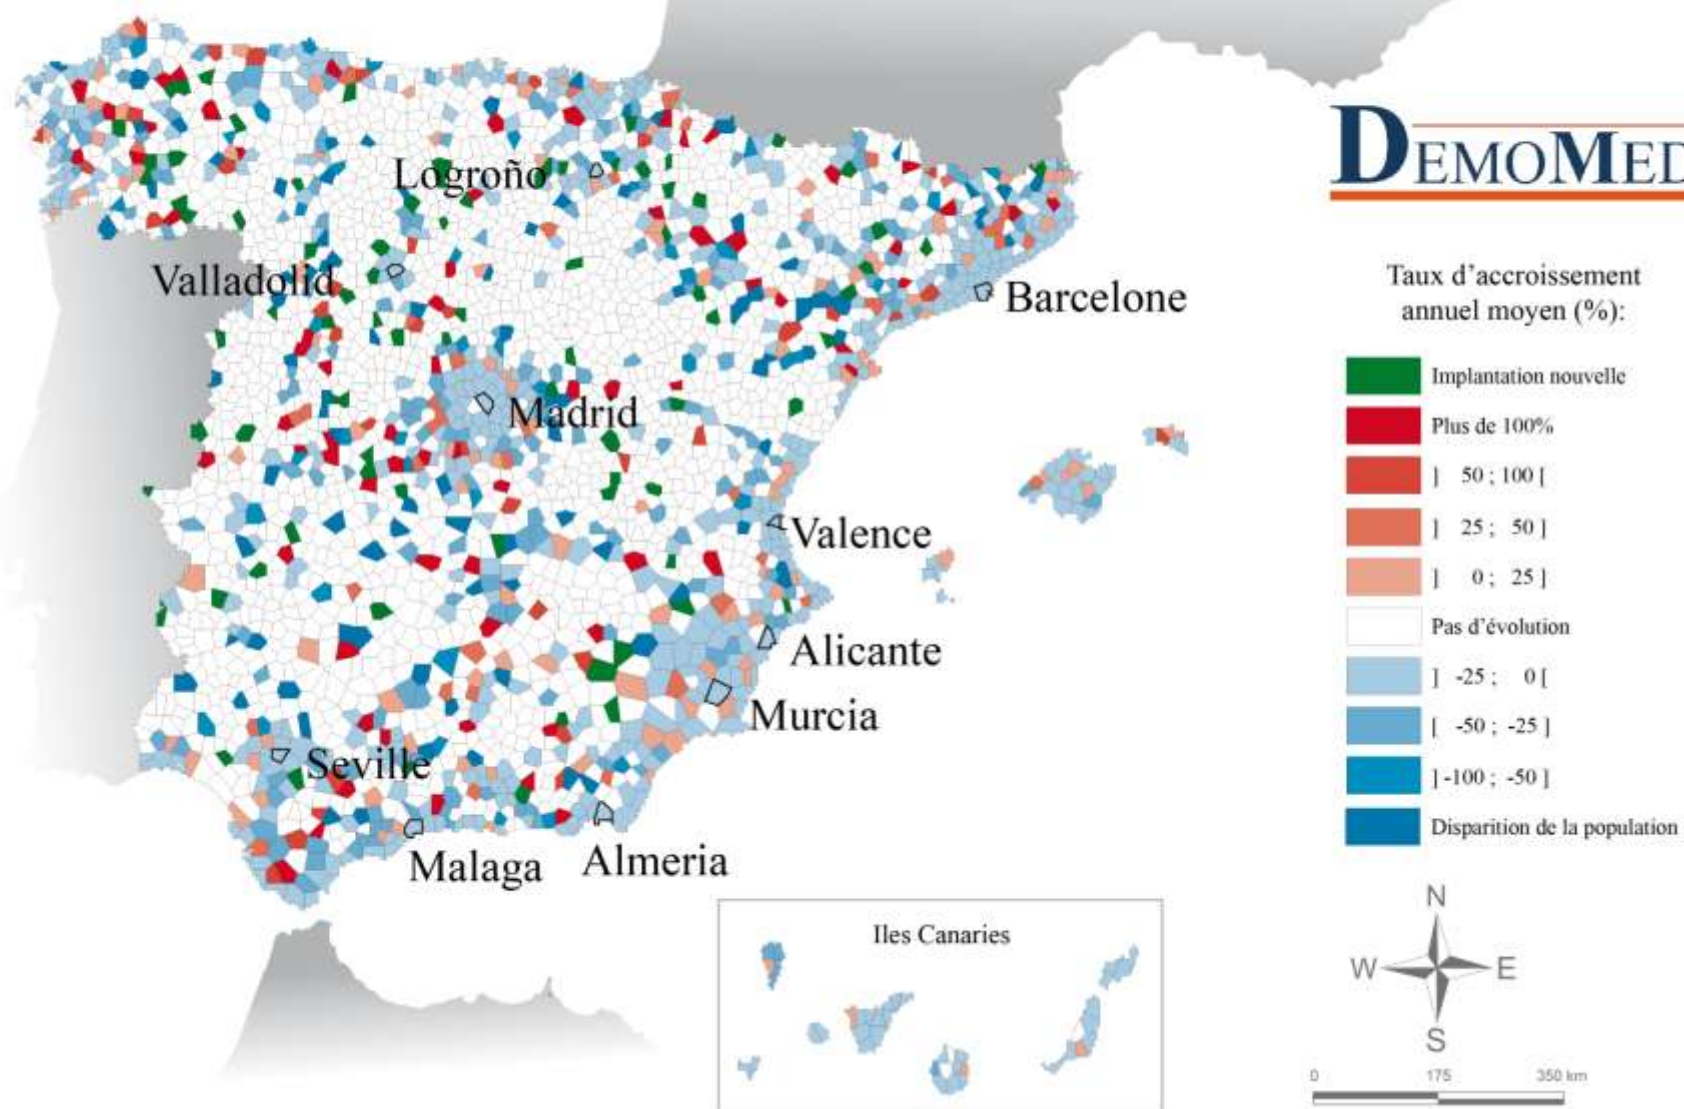 DEMOMED
Taux d'accroissement
annuel moyen (%):
Implantation nouvelle
Plus de 100%
] 50 ; 100 [
] 25 ; 50 ]
] 0 ; 25 ]
Pas d'évolution
] -25 ; 0 [
[ -50 ; -25 ]
] -100 ; -50 ]
Disparition de la population
Logroño
Valladolid
Barcelone
Madrid
Valence
Alicante
Murcia
Seville
Malaga
Almeria
Iles Canaries
N
W
E
S
0 175 350 km